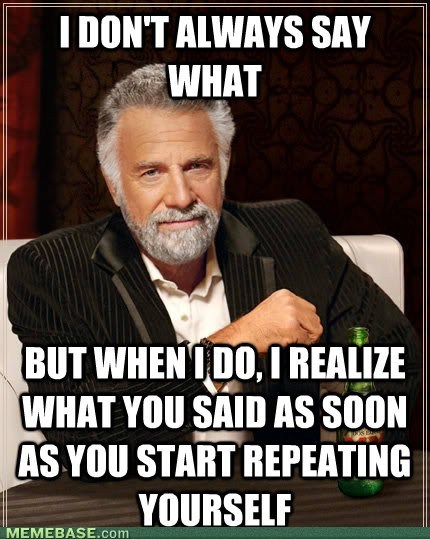 I DON'T ALWAYS SAY
WHAT
BUT WHEN I DO, I REALIZE
WHAT YOU SAID AS SOON
AS YOU START REPEATING
YOURSELF
MEMEBASE.com